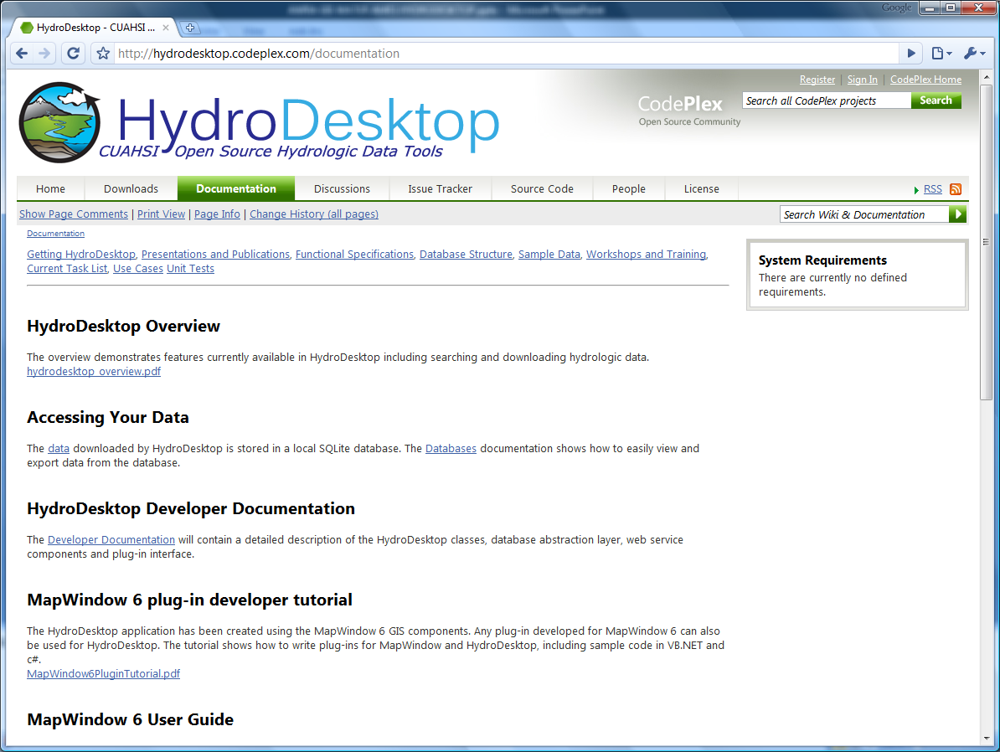 Google
HydroDesktop - CUAHSI ...
http://hydrodesktop.codeplex.com/documentation
Register | Sign In | CodePlex Home
CodePlex
Open Source Community
Search all CodePlex projects Search
HydroDesktop
CUAHSI Open Source Hydrologic Data Tools
Home Downloads Documentation Discussions Issue Tracker Source Code People License RSS
Show Page Comments | Print View | Page Info | Change History (all pages) Search Wiki & Documentation
Documentation
Getting HydroDesktop, Presentations and Publications, Functional Specifications, Database Structure, Sample Data, Workshops and Training,
Current Task List, Use Cases Unit Tests
System Requirements
There are currently no defined
requirements.
HydroDesktop Overview
The overview demonstrates features currently available in HydroDesktop including searching and downloading hydrologic data.
hydrodesktop_overview.pdf
Accessing Your Data
The data downloaded by HydroDesktop is stored in a local SQLite database. The Databases documentation shows how to easily view and
export data from the database.
HydroDesktop Developer Documentation
The Developer Documentation will contain a detailed description of the HydroDesktop classes, database abstraction layer, web service
components and plug-in interface.
MapWindow 6 plug-in developer tutorial
The HydroDesktop application has been created using the MapWindow 6 GIS components. Any plug-in developed for MapWindow 6 can also
be used for HydroDesktop. The tutorial shows how to write plug-ins for MapWindow and HydroDesktop, including sample code in VB.NET and
c#.
MapWindow6PluginTutorial.pdf
MapWindow 6 User Guide